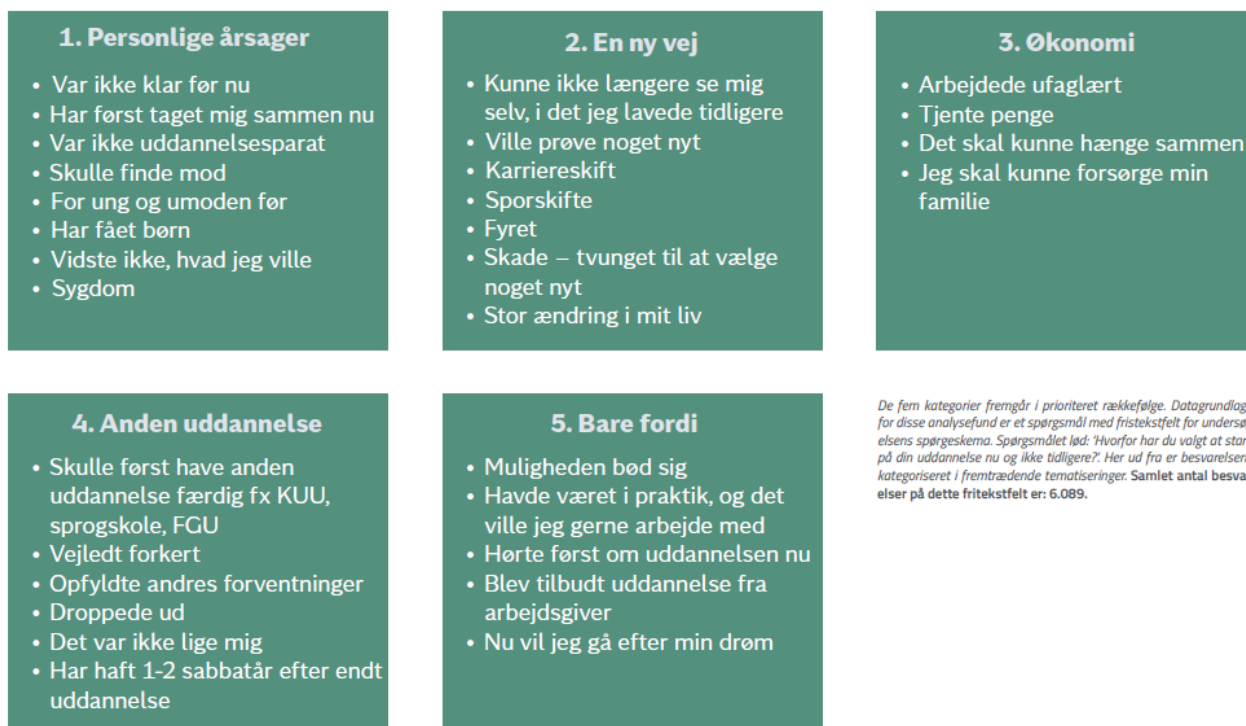 1. Personlige årsager
• Var ikke klar før nu
• Har først taget mig sammen nu
• Var ikke uddannelsesparat
• Skulle finde mod
• For ung og umoden før
• Har fået børn
• Vidste ikke, hvad jeg ville
• Sygdom
2. En ny vej
• Kunne ikke længere se mig
selv, i det jeg lavede tidligere
• Ville prøve noget nyt
• Karriereskift
• Sporskifte
• Fyret
• Skade – tvunget til at vælge
noget nyt
• Stor ændring i mit liv
3. Økonomi
• Arbejdede ufaglært
• Tjente penge
• Det skal kunne hænge sammen
• Jeg skal kunne forsørge min
familie
4. Anden uddannelse
• Skulle først have anden
uddannelse færdig fx KUU,
sprogskole, FGU
• Vejledt forkert
• Opfyldte andres forventninger
• Droppede ud
• Det var ikke lige mig
• Har haft 1-2 sabbatår efter endt
uddannelse
5. Bare fordi
• Muligheden bød sig
• Havde været i praktik, og det
ville jeg gerne arbejde med
• Hørte først om uddannelsen nu
• Blev tilbudt uddannelse fra
arbejdsgiver
• Nu vil jeg gå efter min drøm
De fem kategorier fremgår i prioriteret rækkefølge. Datagrundlag
for disse analysefund er et spørgsmål med fristekstfelt for undersø
elsens spørgeskema. Spørgsmålet lød: 'Hvorfor har du valgt at star
på din uddannelse nu og ikke tidligere?'. Her ud fra er besvarelsen
kategoriseret i fremtrædende tematiseringer. Samlet antal besva
elser på dette fritekstfelt er: 6.089.